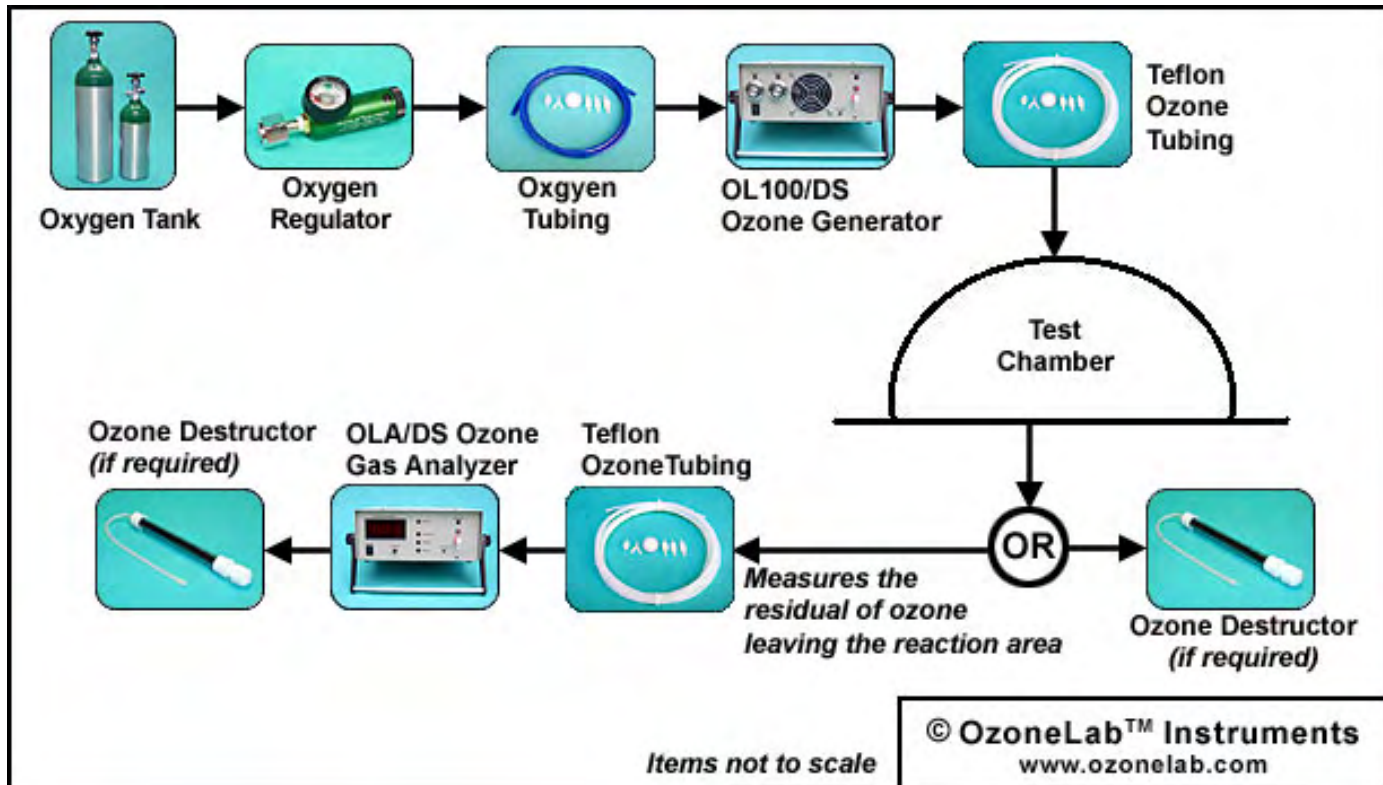 Oxygen Tank
Oxygen
Regulator
Oxgyen
Tubing
OL100/DS
Ozone Generator
Teflon
Ozone
Tubing
Test
Chamber
Ozone Destructor
(if required)
OLA/DS Ozone
Gas Analyzer
Teflon
OzoneTubing
OR
Measures the
residual of ozone
leaving the reaction area
Ozone Destructor
(if required)
Items not to scale
© OzoneLab™ Instruments
www.ozonelab.com